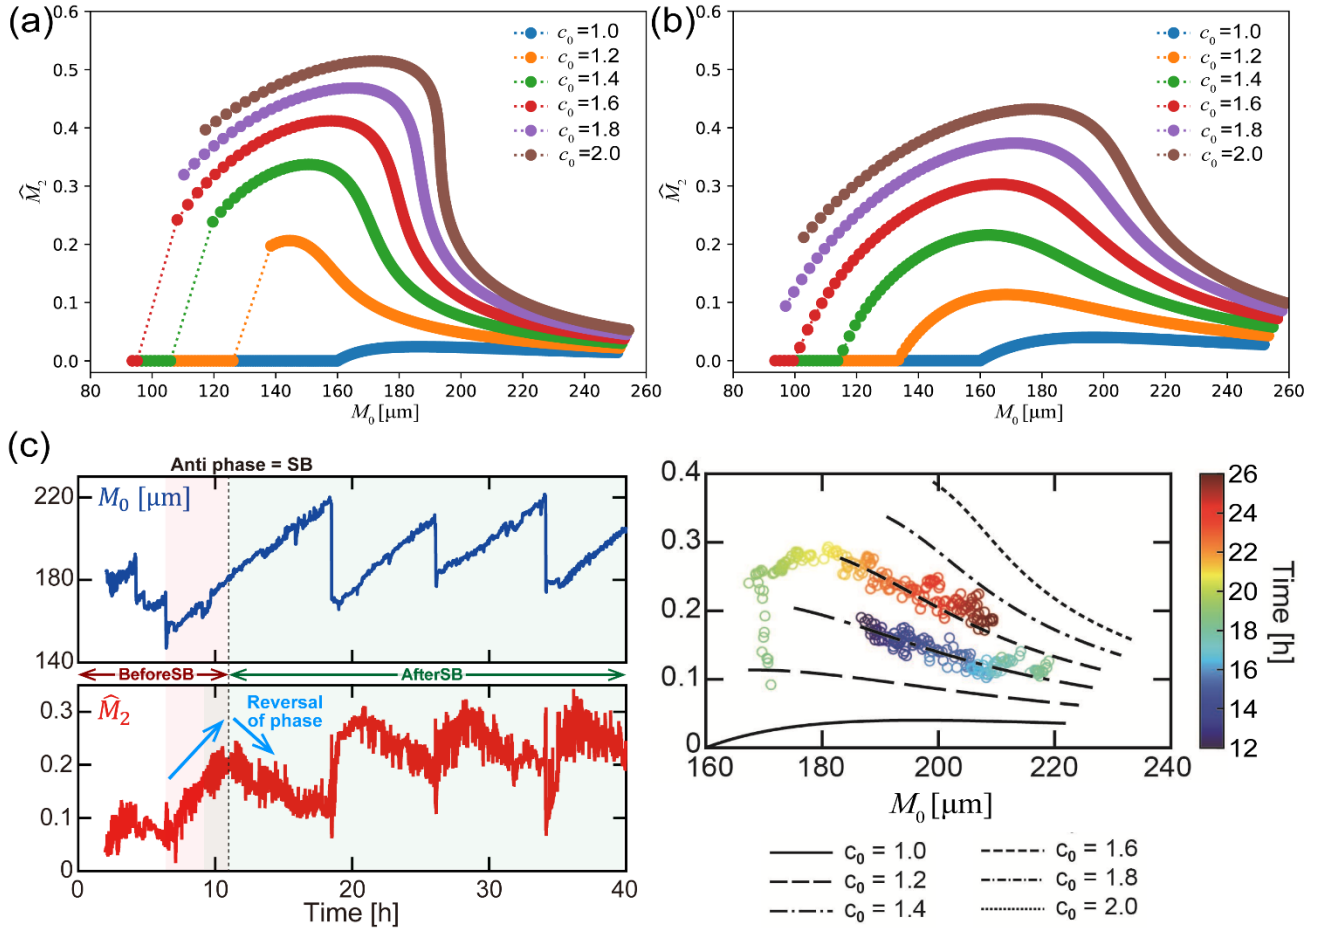 (a)
0.6
0.5
0.4
0.3
0.2
0.1
0.0
M̂₂
c₀=1.0
c₀=1.2
c₀=1.4
c₀=1.6
c₀=1.8
c₀=2.0
80 100 120 140 160 180 200 220 240 260
M₀[μm]
(b)
0.6
0.5
0.4
0.3
0.2
0.1
0.0
M̂₂
c₀=1.0
c₀=1.2
c₀=1.4
c₀=1.6
c₀=1.8
c₀=2.0
80 100 120 140 160 180 200 220 240 260
M₀[μm]
(c)
Anti phase = SB
M₀ [μm]
220
180
140
BeforeSB
AfterSB
M̂₂
Reversal
of phase
0.3
0.2
0.1
0
0 10 20 30 40
Time [h]
0.4
0.3
0.2
0.1
0
160 180 200 220 240
M₀ [μm]
26
24
22
20
18
16
14
12
Time [h]
c₀ = 1.0
c₀ = 1.2
c₀ = 1.4
c₀ = 1.6
c₀ = 1.8
c₀ = 2.0